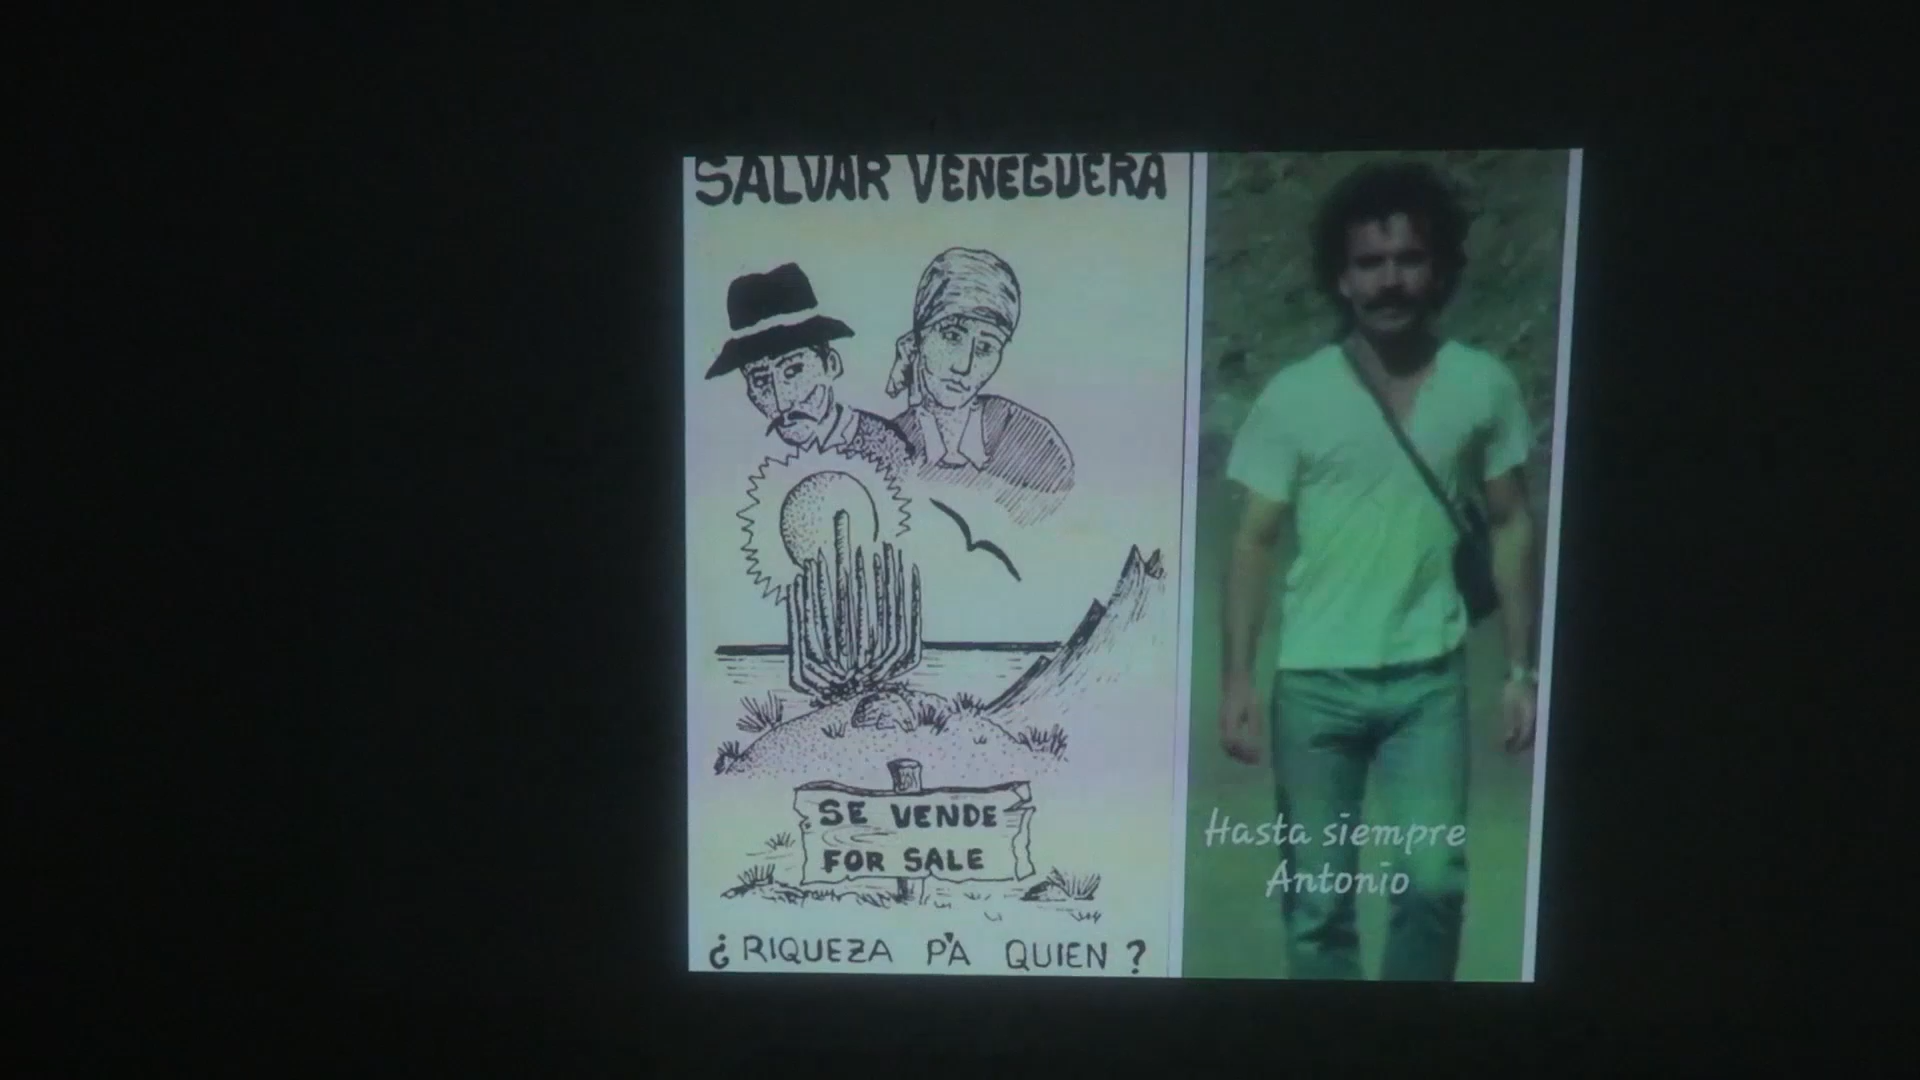 SALVAR VENEGUERA
SE VENDE
FOR SALE
¿RIQUEZA P'A QUIEN?
Hasta siempre
Antonio